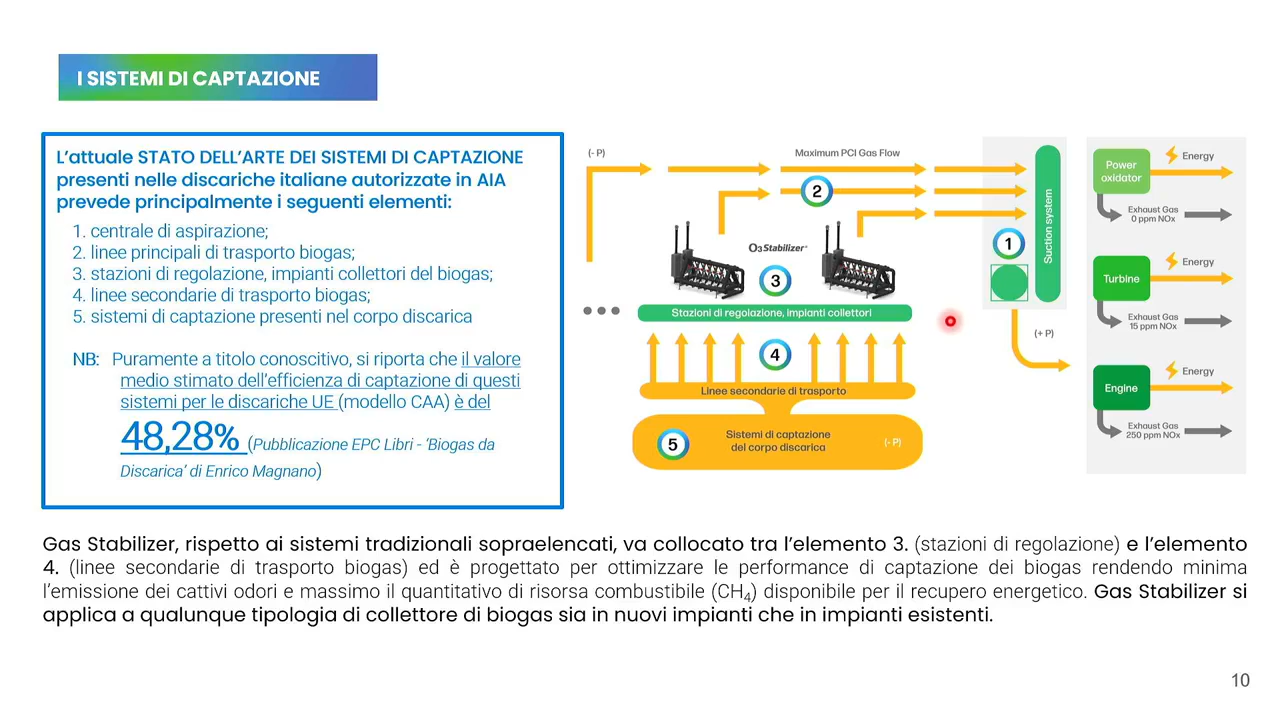 I SISTEMI DI CAPTAZIONE
L'attuale STATO DELL'ARTE DEI SISTEMI DI CAPTAZIONE
presenti nelle discariche italiane autorizzate in AIA
prevede principalmente i seguenti elementi:
1. centrale di aspirazione;
2. linee principali di trasporto biogas;
3. stazioni di regolazione, impianti collettori del biogas;
4. linee secondarie di trasporto biogas;
5. sistemi di captazione presenti nel corpo discarica
NB: Puramente a titolo conoscitivo, si riporta che il valore
medio stimato dell'efficienza di captazione di questi
sistemi per le discariche UE (modello CAA) è del
48,28% (Pubblicazione EPC Libri - 'Biogas da
Discarica' di Enrico Magnano)
(- P)
Maximum PCI Gas Flow
2
O3Stabilizer
3
1
Suction system
Stazioni di regolazione, impianti collettori
4
(+ P)
Linee secondarie di trasporto
5
Sistemi di captazione
del corpo discarica
(- P)
Power
oxidator
Energy
Exhaust Gas
0 ppm NOx
Turbine
Energy
Exhaust Gas
15 ppm NOx
Engine
Energy
Exhaust Gas
250 ppm NOx
Gas Stabilizer, rispetto ai sistemi tradizionali sopraelencati, va collocato tra l'elemento 3. (stazioni di regolazione) e l'elemento
4. (linee secondarie di trasporto biogas) ed è progettato per ottimizzare le performance di captazione dei biogas rendendo minima
l'emissione dei cattivi odori e massimo il quantitativo di risorsa combustibile (CH4) disponibile per il recupero energetico. Gas Stabilizer si
applica a qualunque tipologia di collettore di biogas sia in nuovi impianti che in impianti esistenti.
10